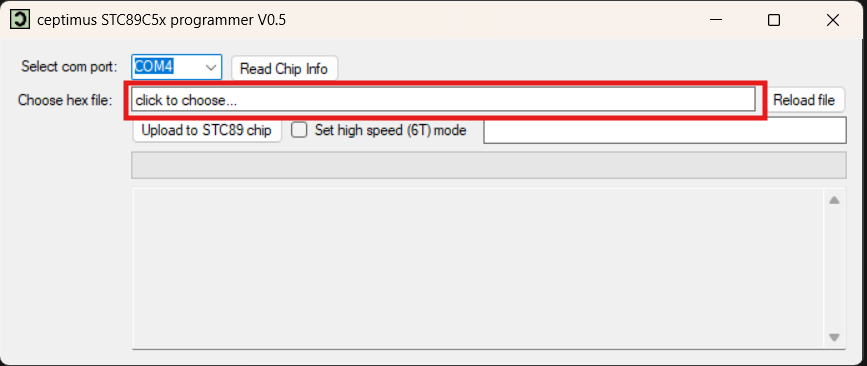 ceptimus STC89C5x programmer V0.5
Select com port: COM4 Read Chip Info
Choose hex file: click to choose... Reload file
Upload to STC89 chip Set high speed (6T) mode